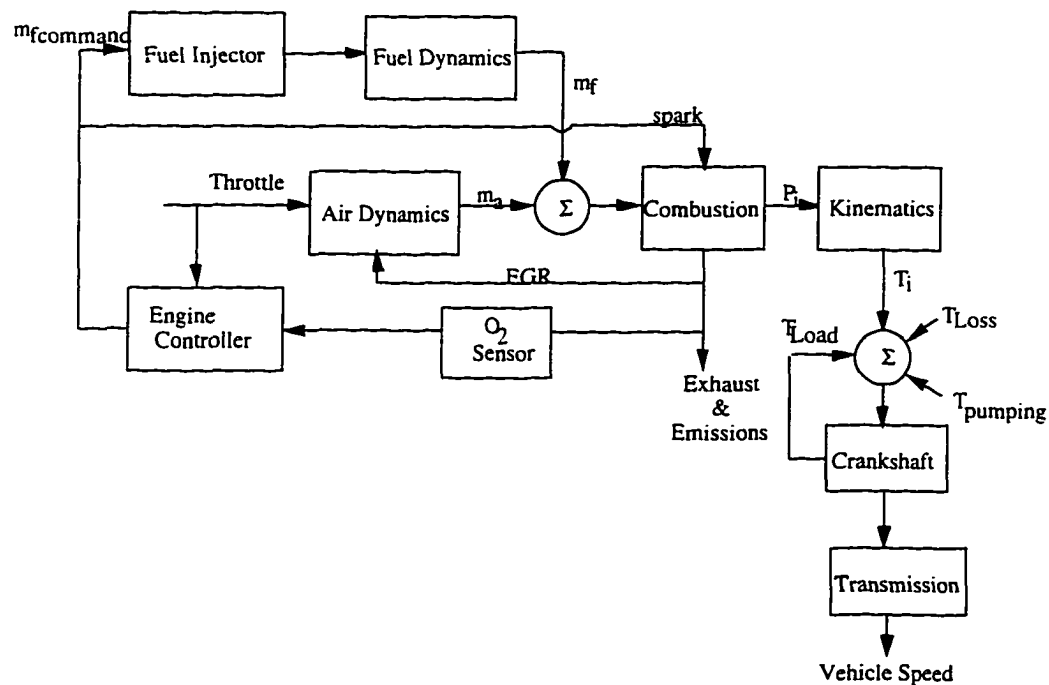 mfcommand
Fuel Injector
Fuel Dynamics
mf
spark
Throttle
Air Dynamics
ma
Σ
Combustion
Pi
Kinematics
EGR
Ti
Engine
Controller
O2
Sensor
TLoad
TLoss
Σ
Tpumping
Exhaust
&
Emissions
Crankshaft
Transmission
Vehicle Speed